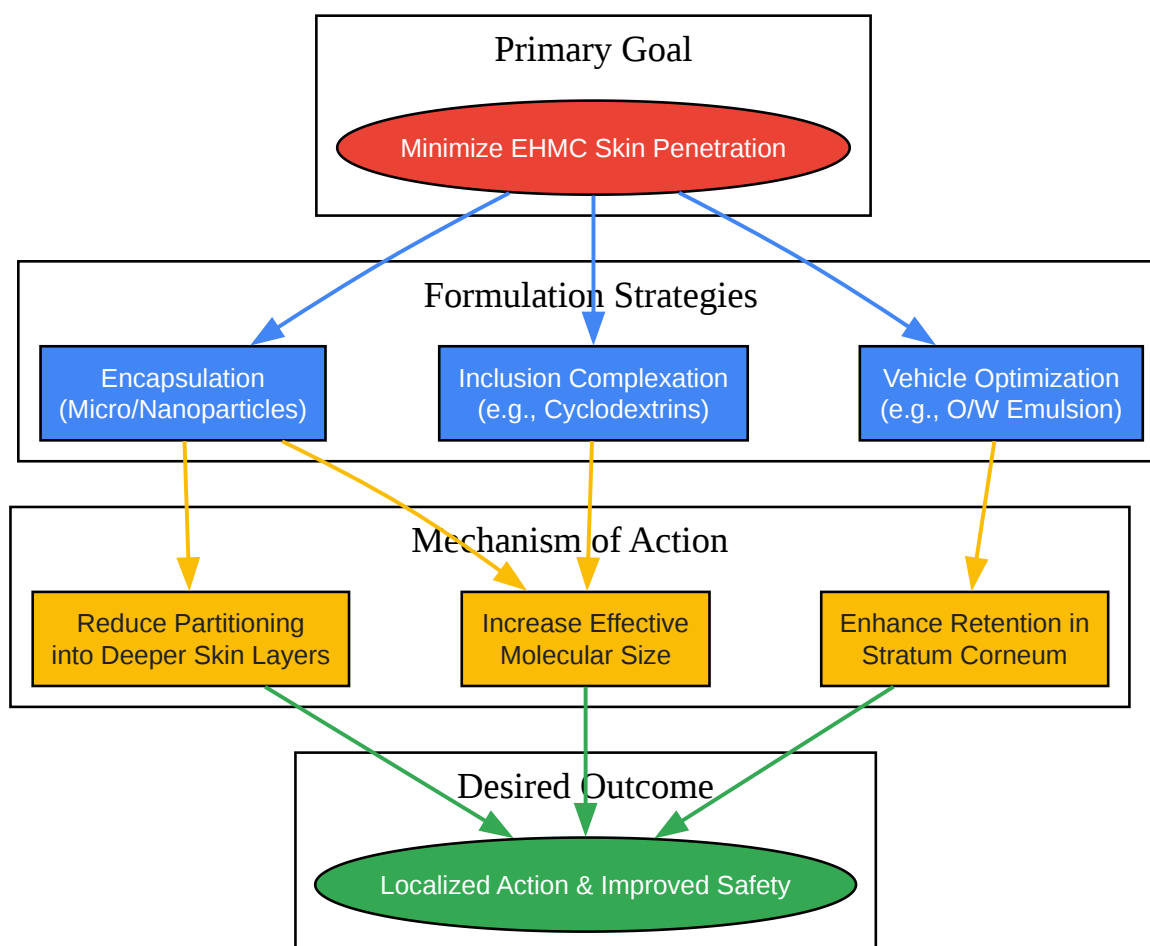 Primary Goal
Minimize EHMC Skin Penetration
Formulation Strategies
Encapsulation
(Micro/Nanoparticles)
Inclusion Complexation
(e.g., Cyclodextrins)
Vehicle Optimization
(e.g., O/W Emulsion)
Mechanism of Action
Reduce Partitioning
into Deeper Skin Layers
Increase Effective
Molecular Size
Enhance Retention in
Stratum Corneum
Desired Outcome
Localized Action & Improved Safety